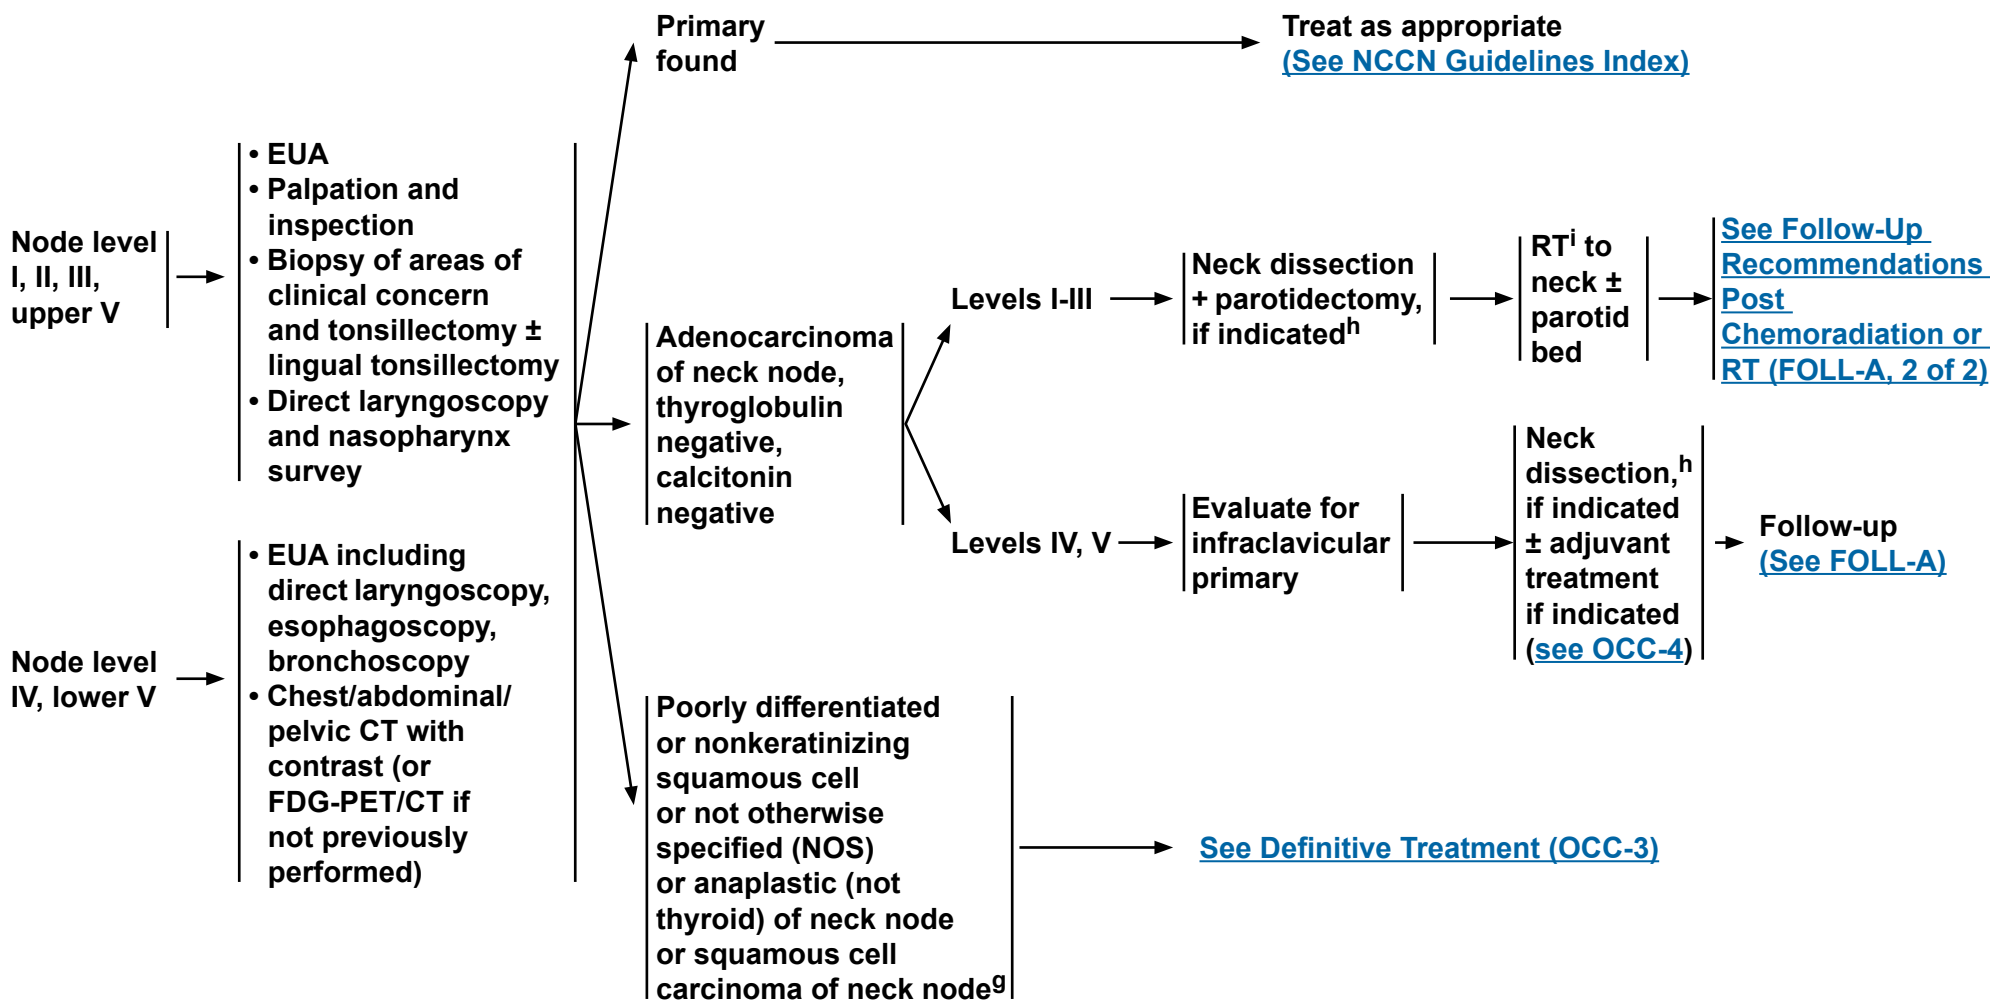 Primary
found
Treat as appropriate
(See NCCN Guidelines Index)
Node level
I, II, III,
upper V
• EUA
• Palpation and
inspection
• Biopsy of areas of
clinical concern
and tonsillectomy ±
lingual tonsillectomy
• Direct laryngoscopy
and nasopharynx
survey
Node level
IV, lower V
• EUA including
direct laryngoscopy,
esophagoscopy,
bronchoscopy
• Chest/abdominal/
pelvic CT with
contrast (or
FDG-PET/CT if
not previously
performed)
Adenocarcinoma
of neck node,
thyroglobulin
negative,
calcitonin
negative
Levels I-III
Neck dissection
+ parotidectomy,
if indicatedh
RTi to
neck ±
parotid
bed
See Follow-Up
Recommendations
Post
Chemoradiation or
RT (FOLL-A, 2 of 2)
Levels IV, V
Evaluate for
infraclavicular
primary
Neck
dissection,h
if indicated
± adjuvant
treatment
if indicated
(see OCC-4)
Follow-up
(See FOLL-A)
Poorly differentiated
or nonkeratinizing
squamous cell
or not otherwise
specified (NOS)
or anaplastic (not
thyroid) of neck node
or squamous cell
carcinoma of neck nodeg
See Definitive Treatment (OCC-3)